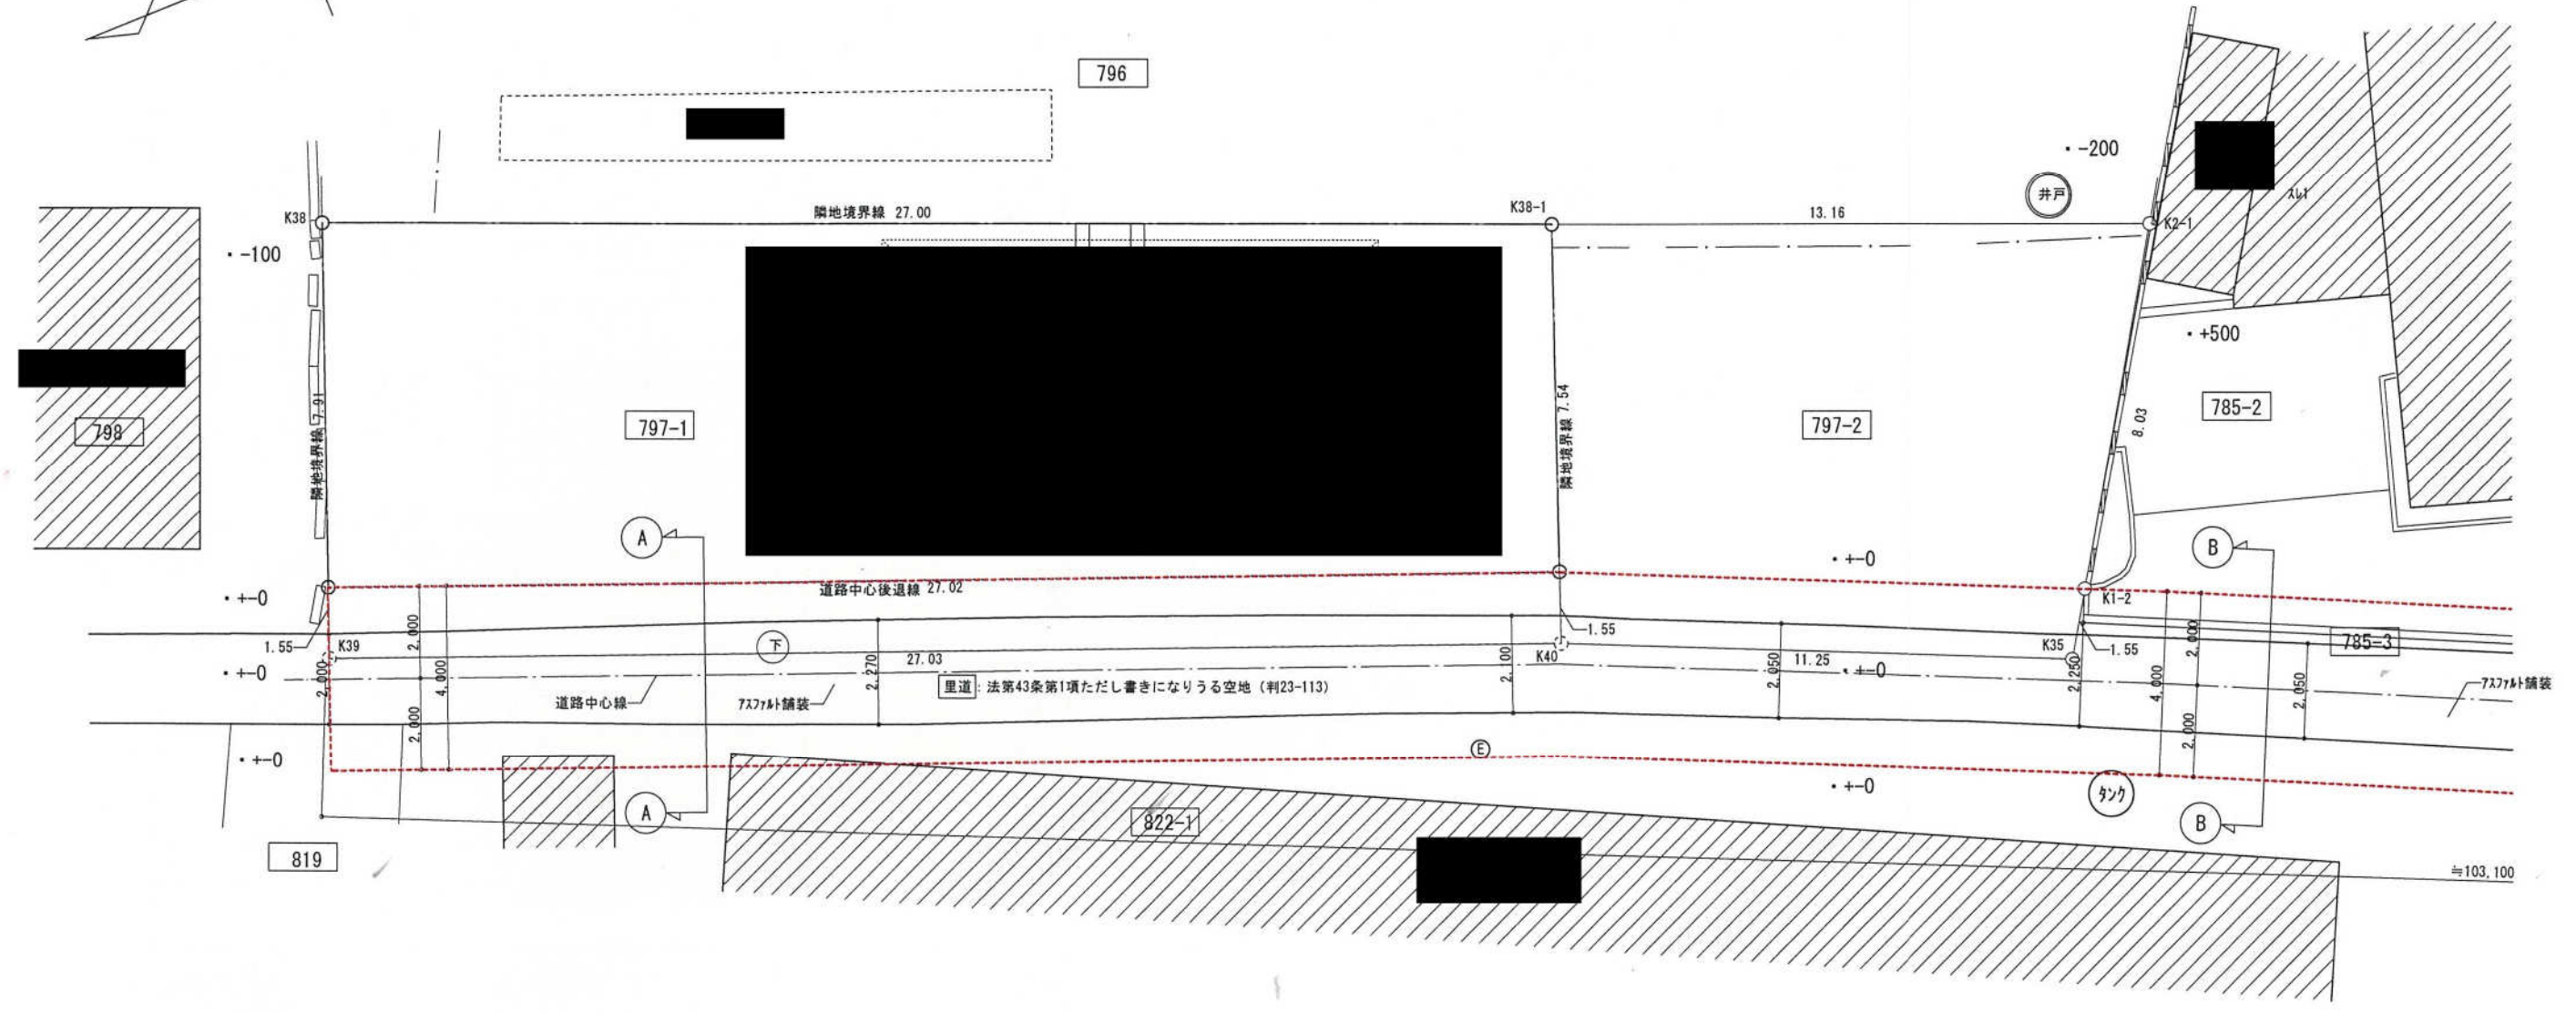 796
・-200
井戸
ｽﾚｲ
K38
隣地境界線 27.00
K38-1
13.16
K2-1
・-100
・+500
隣地境界線 7.91
798
797-1
隣地境界線 7.54
797-2
8.03
785-2
A
B
・+-0
・+-0
道路中心後退線 27.02
K1-2
1.55
K39
2,000
2,000
4,000
下
2,270
27.03
里道：法第43条第1項ただし書きになりうる空地（判23-113）
K40
1.55
2,100
2,050
11.25
・+-0
K35
1.55
2,250
4,000
2,000
785-3
2,050
・+-0
道路中心線
ｱｽﾌｧﾙﾄ舗装
ｱｽﾌｧﾙﾄ舗装
2,000
2,000
・+-0
E
・+-0
タンク
A
822-1
B
819
≒103,100